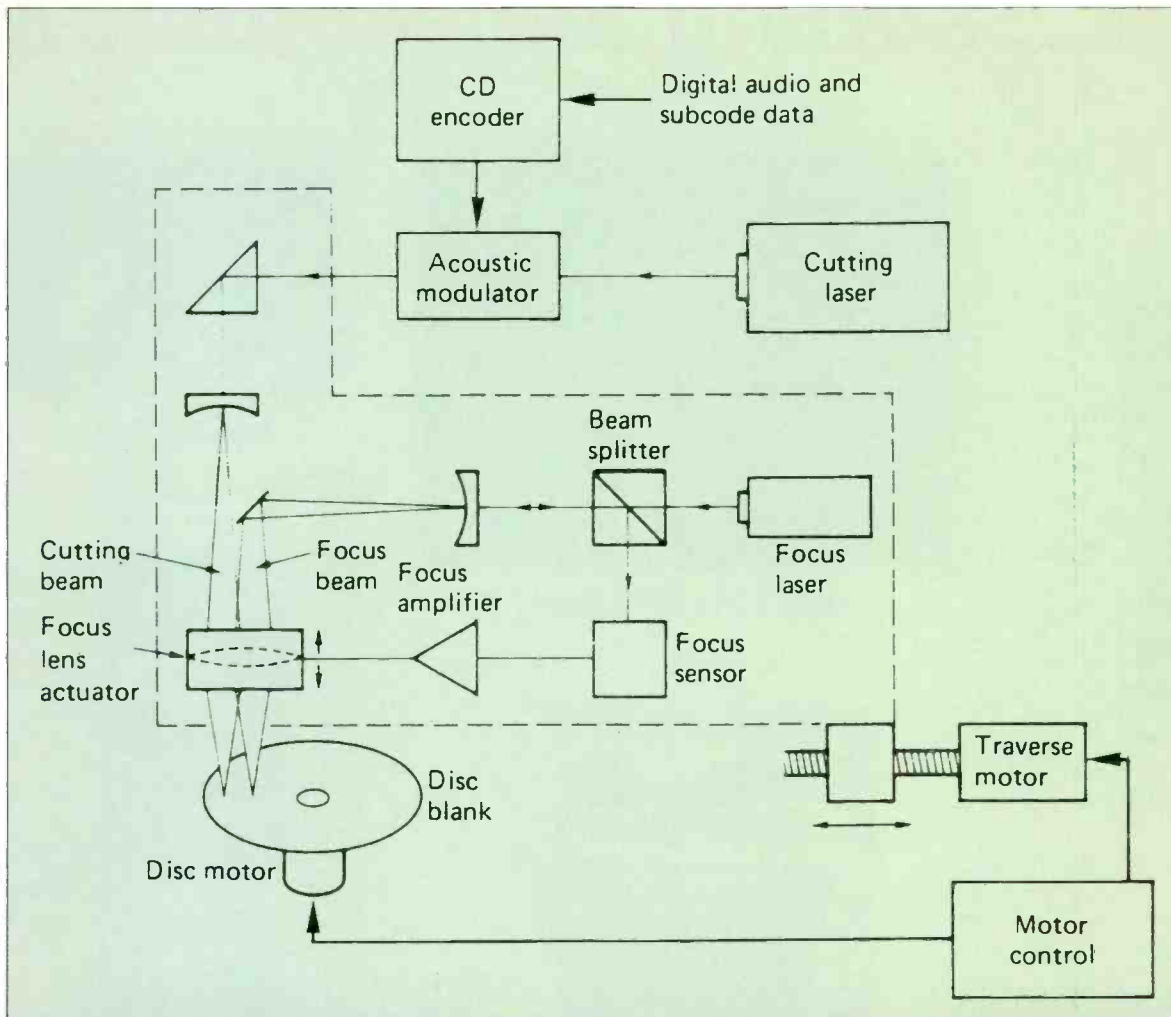 CD
encoder
Digital audio and
subcode data
Acoustic
modulator
Cutting
laser
Beam
splitter
Cutting
beam
Focus
beam
Focus
amplifier
Focus
laser
Focus
lens
actuator
Focus
sensor
Traverse
motor
Disc
blank
Disc motor
Motor
control